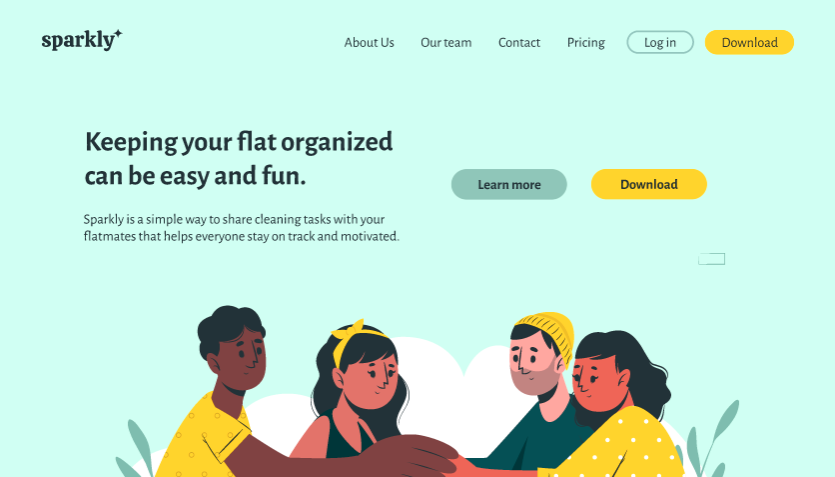 sparkly
About Us
Our team
Contact
Pricing
Log in
Download
Keeping your flat organized
can be easy and fun.
Learn more
Download
Sparkly is a simple way to share cleaning tasks with your
flatmates that helps everyone stay on track and motivated.